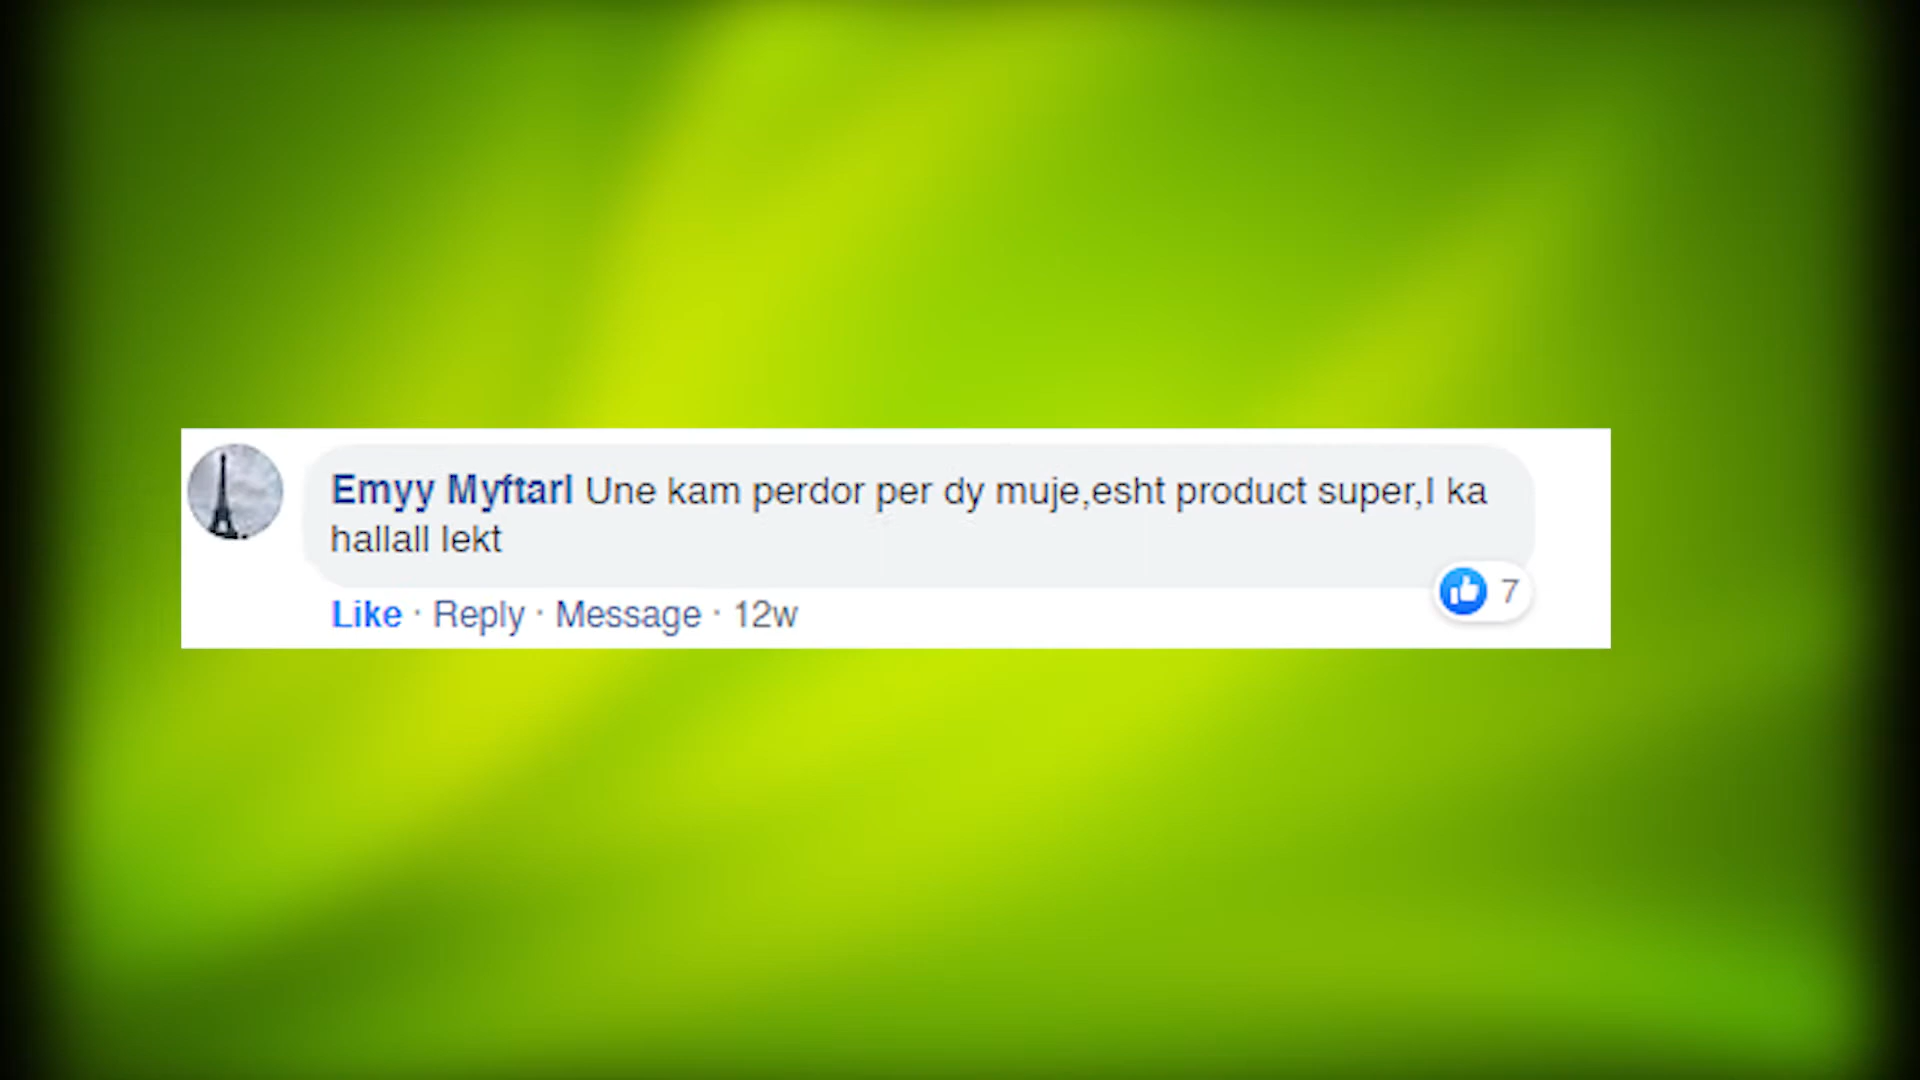 Emyy Myftarl Une kam perdor per dy muje,esht product super,I ka
hallall lekt
Like · Reply · Message · 12w
7